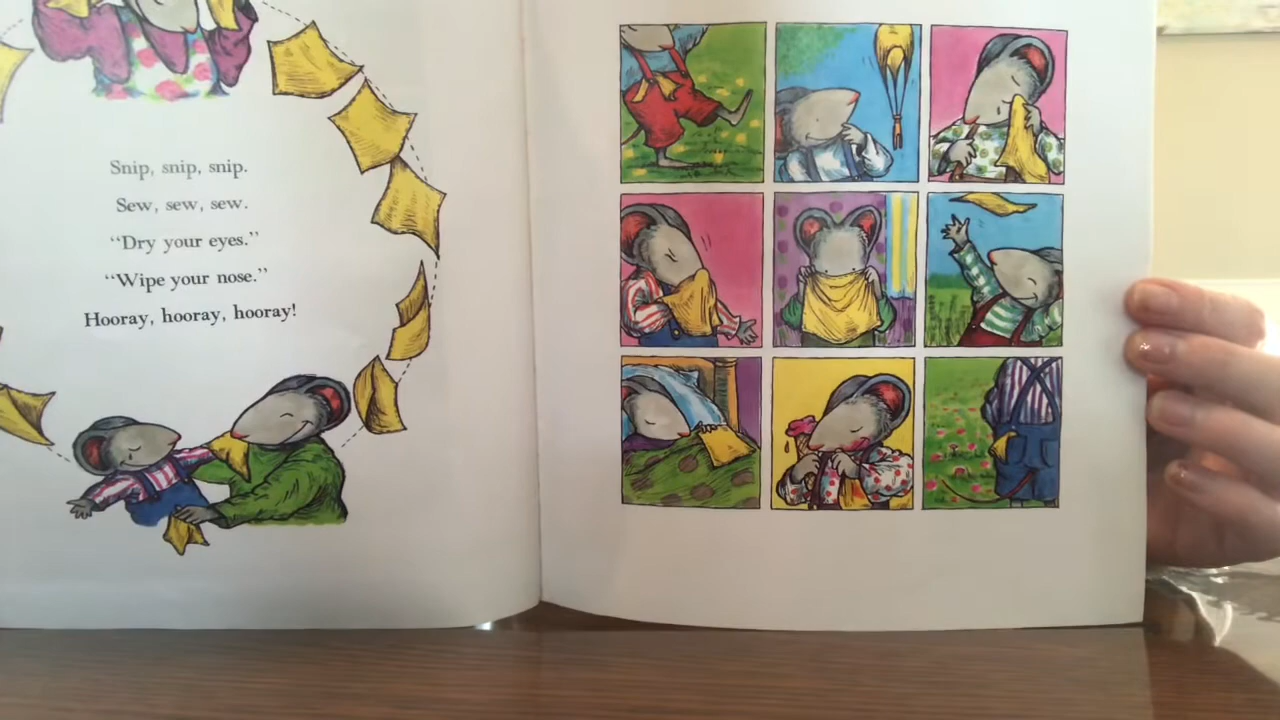 Snip, snip, snip.
Sew, sew, sew.
“Dry your eyes.”
“Wipe your nose.”
Hooray, hooray, hooray!